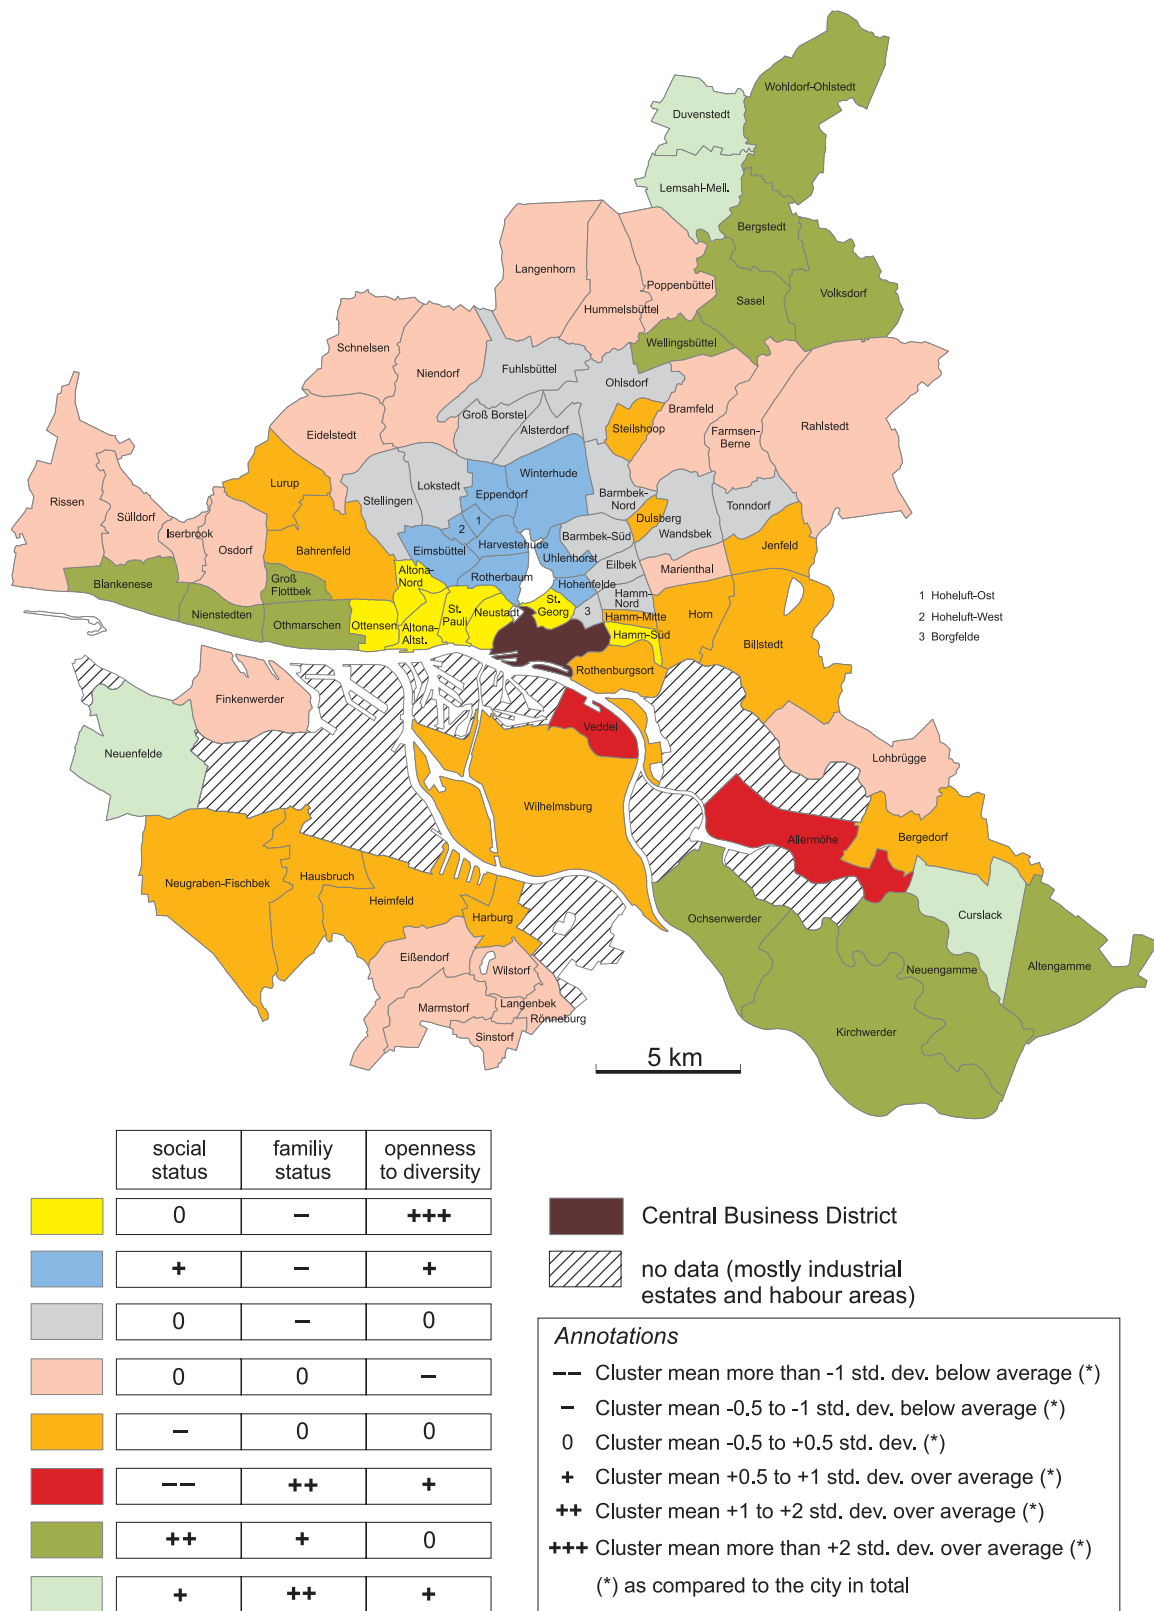 Wohldorf-Ohlstedt
Duvenstedt
Lemsahl-Mell.
Bergstedt
Langenhorn
Poppenbüttel
Hummelsbüttel
Sasel
Volksdorf
Wellingsbüttel
Schnelsen
Niendorf
Fuhlsbüttel
Ohlsdorf
Groß Borstel
Alsterdorf
Steilshoop
Bramfeld
Farmsen-
Berne
Rahlstedt
Eidelstedt
Lurup
Stellingen
Lokstedt
Eppendorf
Winterhude
Barmbek-
Nord
Tonndorf
Rissen
Sülldorf
Iserbrook
Osdorf
Bahrenfeld
2
1
Dulsberg
Wandsbek
Barmbek-Süd
Jenfeld
Eimsbüttel
Harvestehude
Uhlenhorst
Eilbek
Marienthal
Blankenese
Groß
Flottbek
Altona-
Nord
Rotherbaum
Hohenfelde
Hamm-
Nord
Nienstedten
Othmarschen
Ottensen
Altona-
Altst.
St.
Pauli
Neustadt
St.
Georg
3
Hamm-Mitte
Hamm-Süd
Horn
Billstedt
1 Hoheluft-Ost
2 Hoheluft-West
3 Borgfelde
Rothenburgsort
Finkenwerder
Veddel
Neuenfelde
Lohbrügge
Wilhelmsburg
Allermöhe
Bergedorf
Neugraben-Fischbek
Hausbruch
Heimfeld
Harburg
Ochsenwerder
Curslack
Eißendorf
Wilstorf
Neuengamme
Altengamme
Marmstorf
Langenbek
Rönneburg
Sinstorf
Kirchwerder
5 km
social
status
familiy
status
openness
to diversity
0 – +++
+ – +
0 – 0
0 0 –
– 0 0
–– ++ +
++ + 0
+ ++ +
Central Business District
no data (mostly industrial
estates and habour areas)
Annotations
–– Cluster mean more than -1 std. dev. below average (*)
– Cluster mean -0.5 to -1 std. dev. below average (*)
0 Cluster mean -0.5 to +0.5 std. dev. (*)
+ Cluster mean +0.5 to +1 std. dev. over average (*)
++ Cluster mean +1 to +2 std. dev. over average (*)
+++ Cluster mean more than +2 std. dev. over average (*)
(*) as compared to the city in total